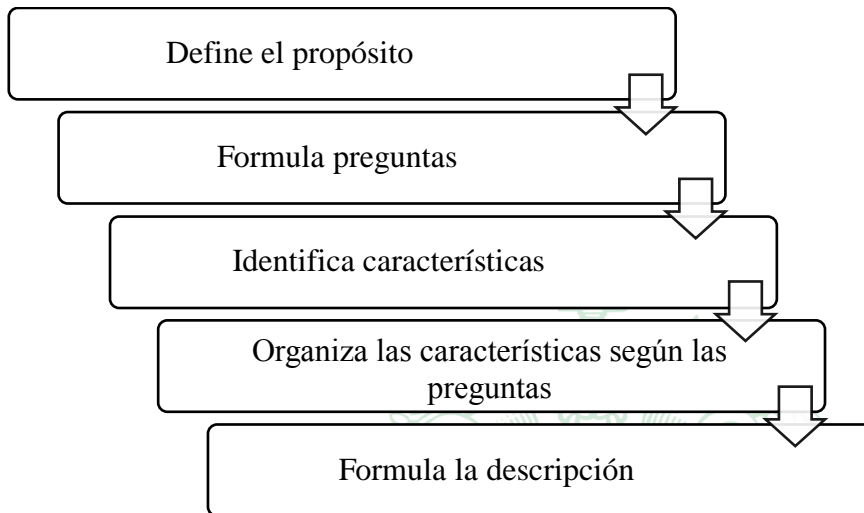 Define el propósito
Formula preguntas
Identifica características
Organiza las características según las
preguntas
Formula la descripción